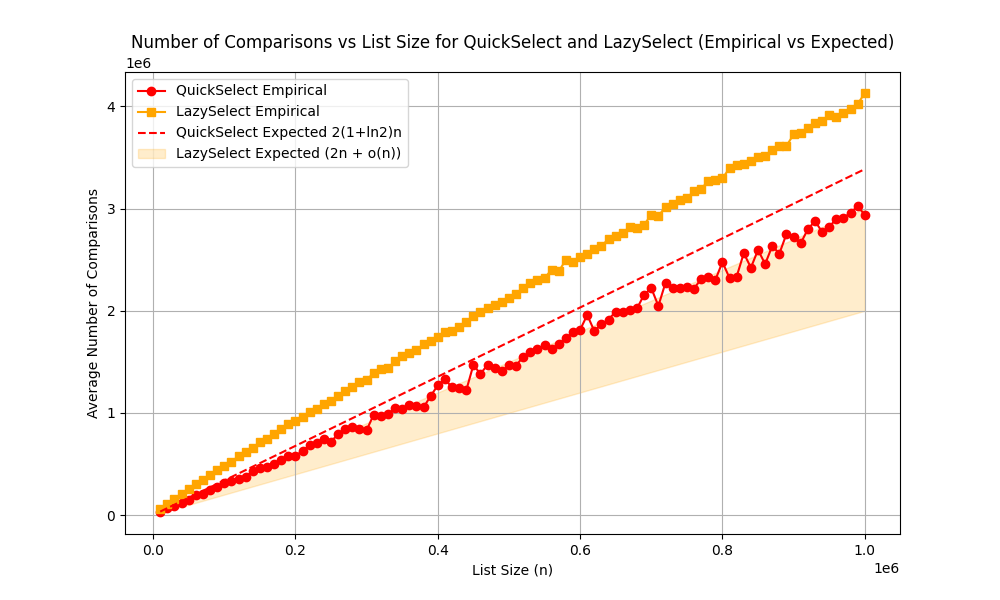 Number of Comparisons vs List Size for QuickSelect and LazySelect (Empirical vs Expected)
1e6
QuickSelect Empirical
LazySelect Empirical
QuickSelect Expected 2(1+ln2)n
LazySelect Expected (2n + o(n))
Average Number of Comparisons
4
3
2
1
0
0.0 0.2 0.4 0.6 0.8 1.0
1e6
List Size (n)